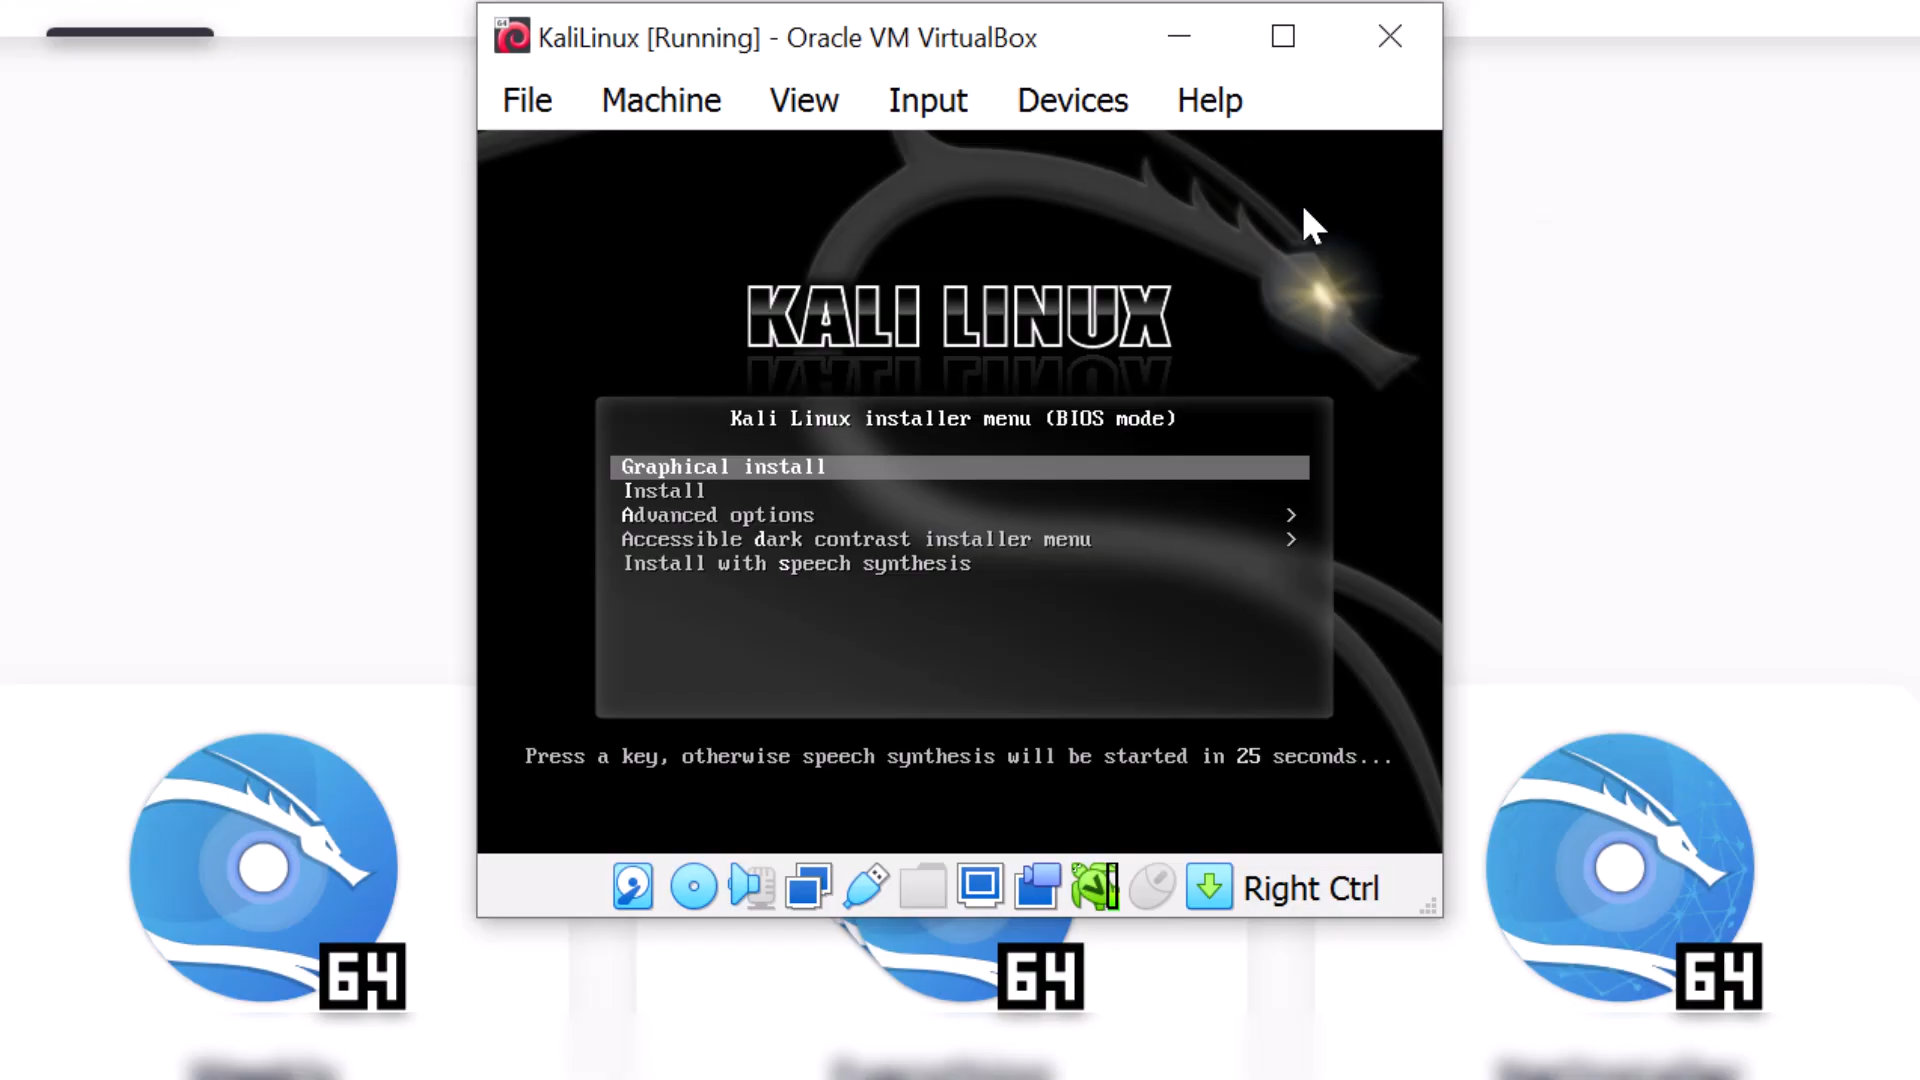 64
KaliLinux [Running] - Oracle VM VirtualBox
File Machine View Input Devices Help
KALI LINUX
Kali Linux installer menu (BIOS mode)
Graphical install
Install
Advanced options >
Accessible dark contrast installer menu >
Install with speech synthesis
Press a key, otherwise speech synthesis will be started in 25 seconds...
Right Ctrl
64 64 64